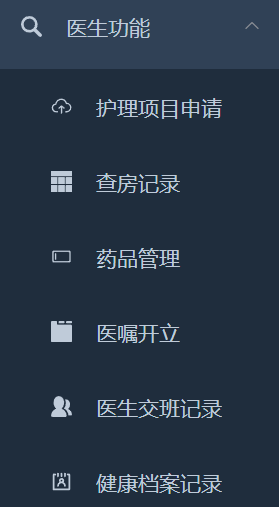 医生功能
护理项目申请
查房记录
药品管理
医嘱开立
医生交班记录
健康档案记录